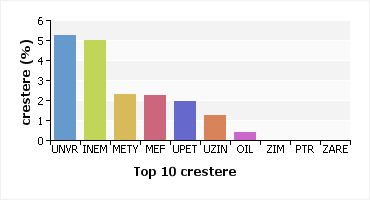 crestere (%)
6
5
4
3
2
1
0
UNVR INEM METY MEF UPET UZIN OIL ZIM PTR ZARE
Top 10 crestere